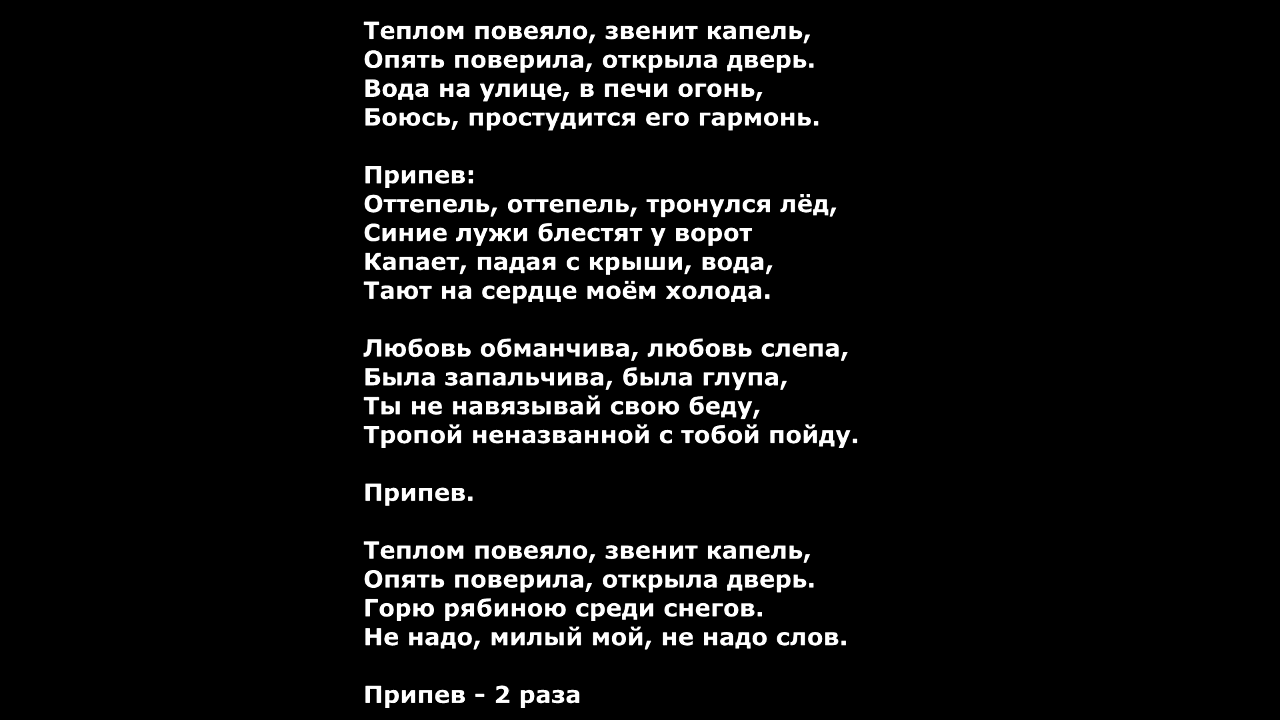 Теплом повеяло, звенит капель,
Опять поверила, открыла дверь.
Вода на улице, в печи огонь,
Боюсь, простудится его гармонь.
Припев:
Оттепель, оттепель, тронулся лёд,
Синие лужи блестят у ворот
Капает, падая с крыши, вода,
Тают на сердце моём холода.
Любовь обманчива, любовь слепа,
Была запальчива, была глупа,
Ты не навязывай свою беду,
Тропой неназванной с тобой пойду.
Припев.
Теплом повеяло, звенит капель,
Опять поверила, открыла дверь.
Горю рябиною среди снегов.
Не надо, милый мой, не надо слов.
Припев – 2 раза